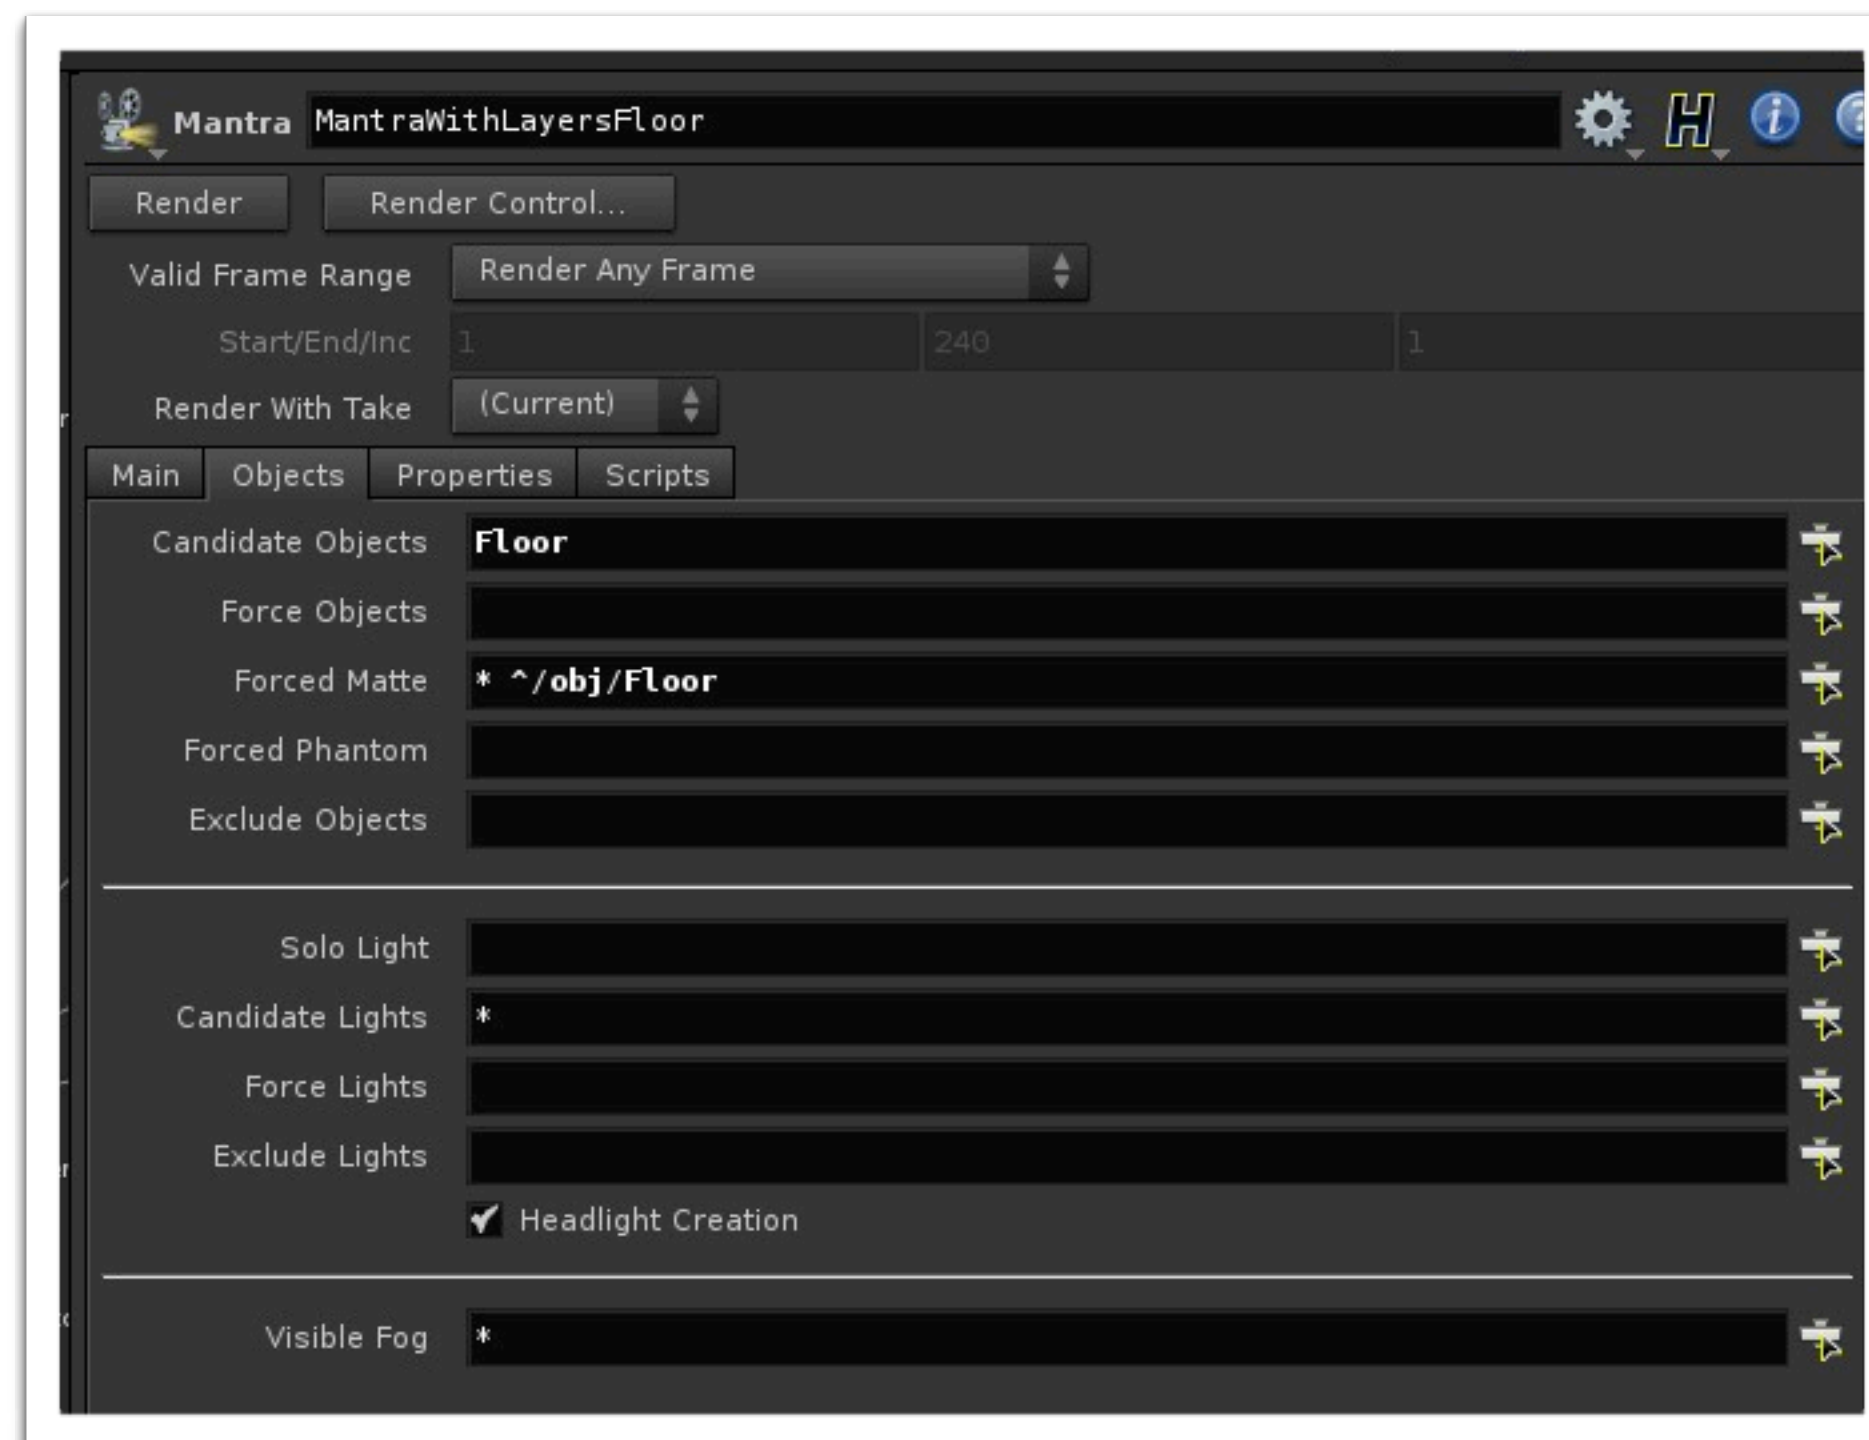 Mantra MantraWithLayersFloor
Render Render Control...
Valid Frame Range Render Any Frame
Start/End/Inc 1 240 1
Render With Take (Current)
Main Objects Properties Scripts
Candidate Objects Floor
Force Objects
Forced Matte * ^/obj/Floor
Forced Phantom
Exclude Objects
Solo Light
Candidate Lights *
Force Lights
Exclude Lights
Headlight Creation
Visible Fog *